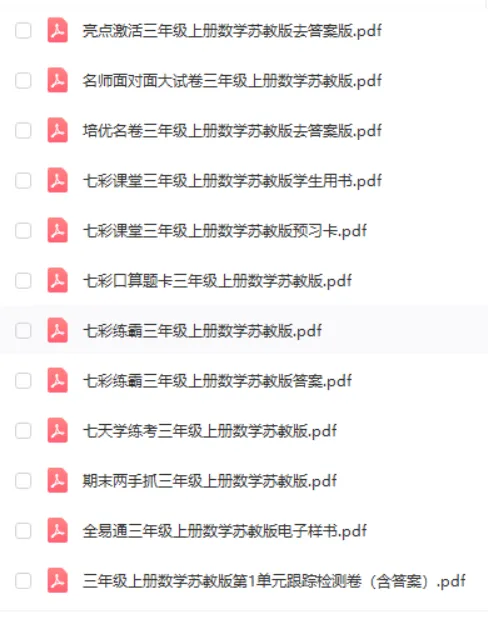 亮点激活三年级上册数学苏教版去答案版.pdf
名师面对面大试卷三年级上册数学苏教版.pdf
培优名卷三年级上册数学苏教版去答案版.pdf
七彩课堂三年级上册数学苏教版学生用书.pdf
七彩课堂三年级上册数学苏教版预习卡.pdf
七彩口算题卡三年级上册数学苏教版.pdf
七彩练霸三年级上册数学苏教版.pdf
七彩练霸三年级上册数学苏教版答案.pdf
七天学练考三年级上册数学苏教版.pdf
期末两手抓三年级上册数学苏教版.pdf
全易通三年级上册数学苏教版电子样书.pdf
三年级上册数学苏教版第1单元跟踪检测卷（含答案）.pdf